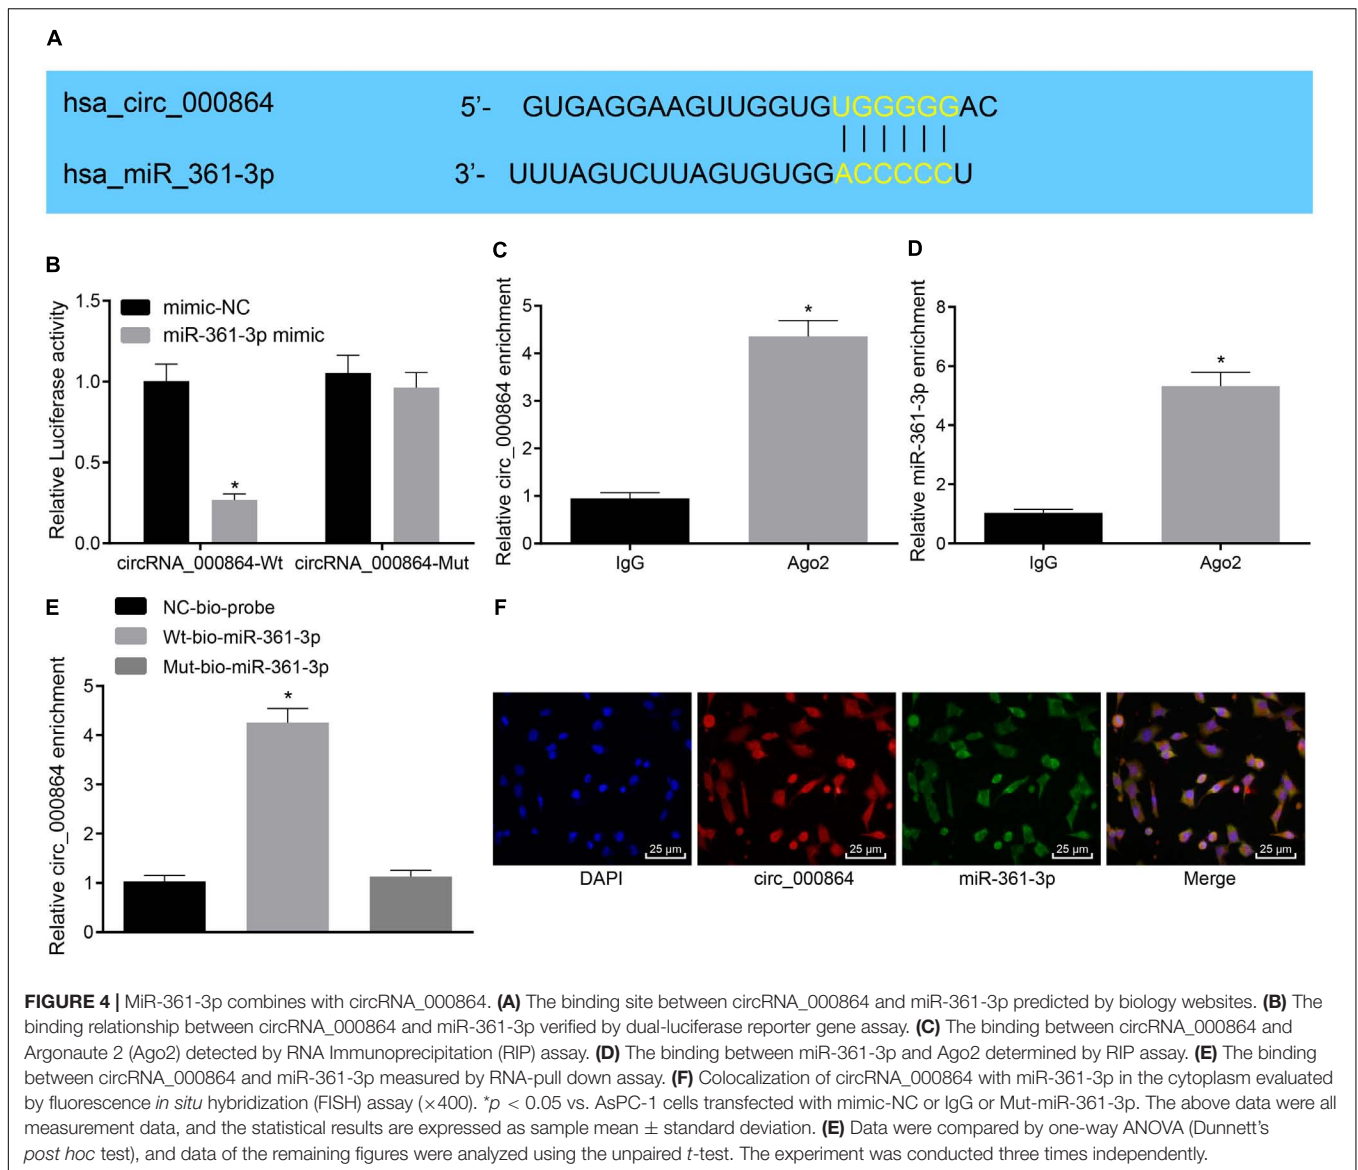 A
hsa_circ_000864 5'- GUGAGGAAGUUGGUGUGGGGGAC
hsa_miR_361-3p 3'- UUUAGUCUUAGUGUGGACCCCCU
B
Relative Luciferase activity
1.5
1.0
0.5
0.0
mimic-NC
miR-361-3p mimic
*
circRNA_000864-Wt circRNA_000864-Mut
C
Relative circ_000864 enrichment
5
4
3
2
1
0
*
IgG Ago2
D
Relative miR-361-3p enrichment
8
6
4
2
0
*
IgG Ago2
E
NC-bio-probe
Wt-bio-miR-361-3p
Mut-bio-miR-361-3p
Relative circ_000864 enrichment
5
4
3
2
1
0
*
F
25 µm 25 µm 25 µm 25 µm
DAPI circ_000864 miR-361-3p Merge
FIGURE 4 | MiR-361-3p combines with circRNA_000864. (A) The binding site between circRNA_000864 and miR-361-3p predicted by biology websites. (B) The
binding relationship between circRNA_000864 and miR-361-3p verified by dual-luciferase reporter gene assay. (C) The binding between circRNA_000864 and
Argonaute 2 (Ago2) detected by RNA Immunoprecipitation (RIP) assay. (D) The binding between miR-361-3p and Ago2 determined by RIP assay. (E) The binding
between circRNA_000864 and miR-361-3p measured by RNA-pull down assay. (F) Colocalization of circRNA_000864 with miR-361-3p in the cytoplasm evaluated
by fluorescence in situ hybridization (FISH) assay (×400). *p < 0.05 vs. AsPC-1 cells transfected with mimic-NC or IgG or Mut-miR-361-3p. The above data were all
measurement data, and the statistical results are expressed as sample mean ± standard deviation. (E) Data were compared by one-way ANOVA (Dunnett's
post hoc test), and data of the remaining figures were analyzed using the unpaired t-test. The experiment was conducted three times independently.